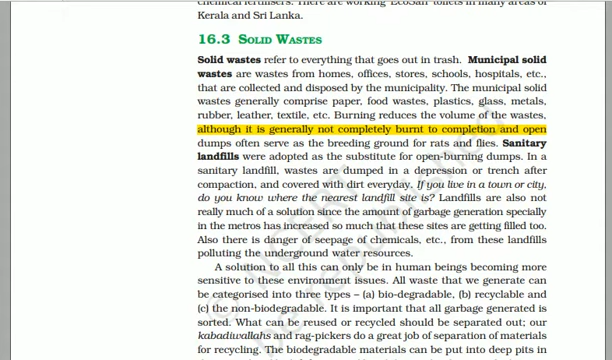 chemical fertilisers. There are working 'EcoSan' toilets in many areas of
Kerala and Sri Lanka.
16.3 SOLID WASTES
Solid wastes refer to everything that goes out in trash. Municipal solid
wastes are wastes from homes, offices, stores, schools, hospitals, etc.,
that are collected and disposed by the municipality. The municipal solid
wastes generally comprise paper, food wastes, plastics, glass, metals,
rubber, leather, textile, etc. Burning reduces the volume of the wastes,
although it is generally not completely burnt to completion and open
dumps often serve as the breeding ground for rats and flies. Sanitary
landfills were adopted as the substitute for open-burning dumps. In a
sanitary landfill, wastes are dumped in a depression or trench after
compaction, and covered with dirt everyday. If you live in a town or city,
do you know where the nearest landfill site is? Landfills are also not
really much of a solution since the amount of garbage generation specially
in the metros has increased so much that these sites are getting filled too.
Also there is danger of seepage of chemicals, etc., from these landfills
polluting the underground water resources.
A solution to all this can only be in human beings becoming more
sensitive to these environment issues. All waste that we generate can
be categorised into three types – (a) bio-degradable, (b) recyclable and
(c) the non-biodegradable. It is important that all garbage generated is
sorted. What can be reused or recycled should be separated out; our
kabadiwallahs and rag-pickers do a great job of separation of materials
for recycling. The biodegradable materials can be put into deep pits in